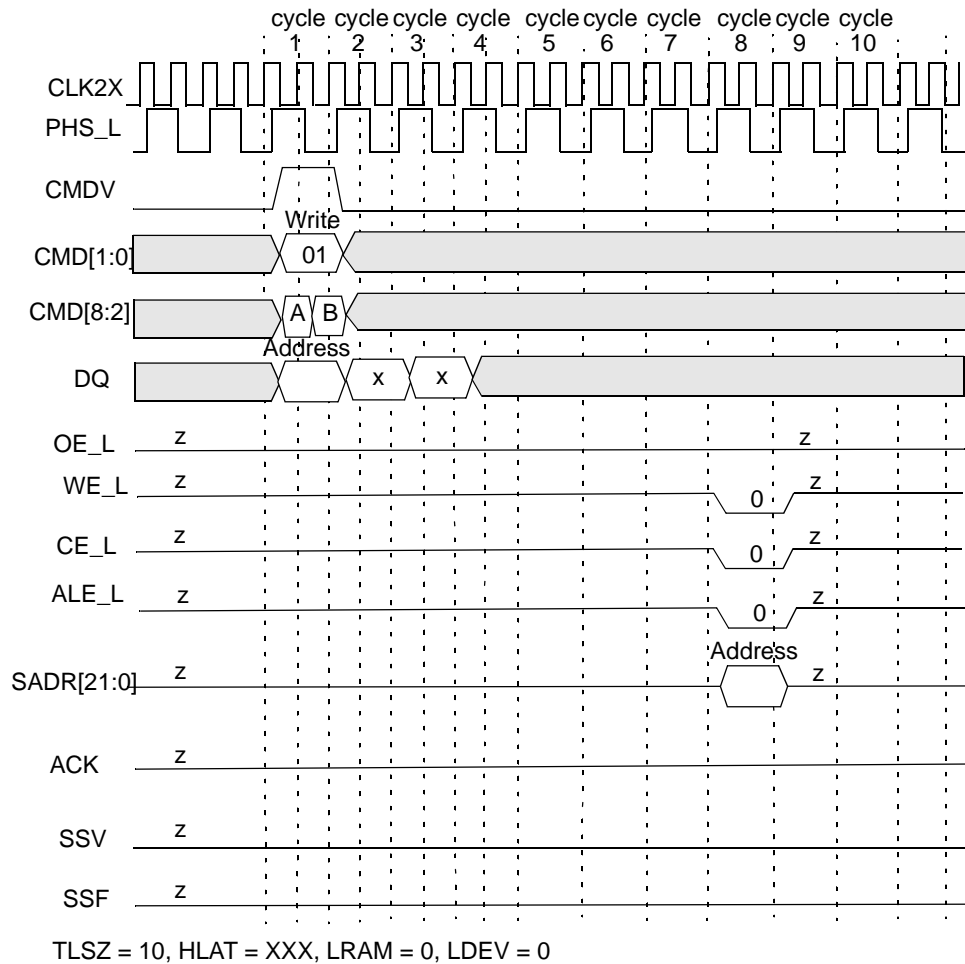 cycle cycle cycle cycle cycle cycle cycle cycle cycle cycle
1 2 3 4 5 6 7 8 9 10
CLK2X
PHS_L
CMDV
Write
CMD[1:0] 01
CMD[8:2] A B
Address
DQ x x
OE_L z z
WE_L z 0 z
CE_L 0 z
ALE_L z 0 z
Address
SADR[21:0] z z
ACK z
SSV z
SSF z
TLSZ = 10, HLAT = XXX, LRAM = 0, LDEV = 0